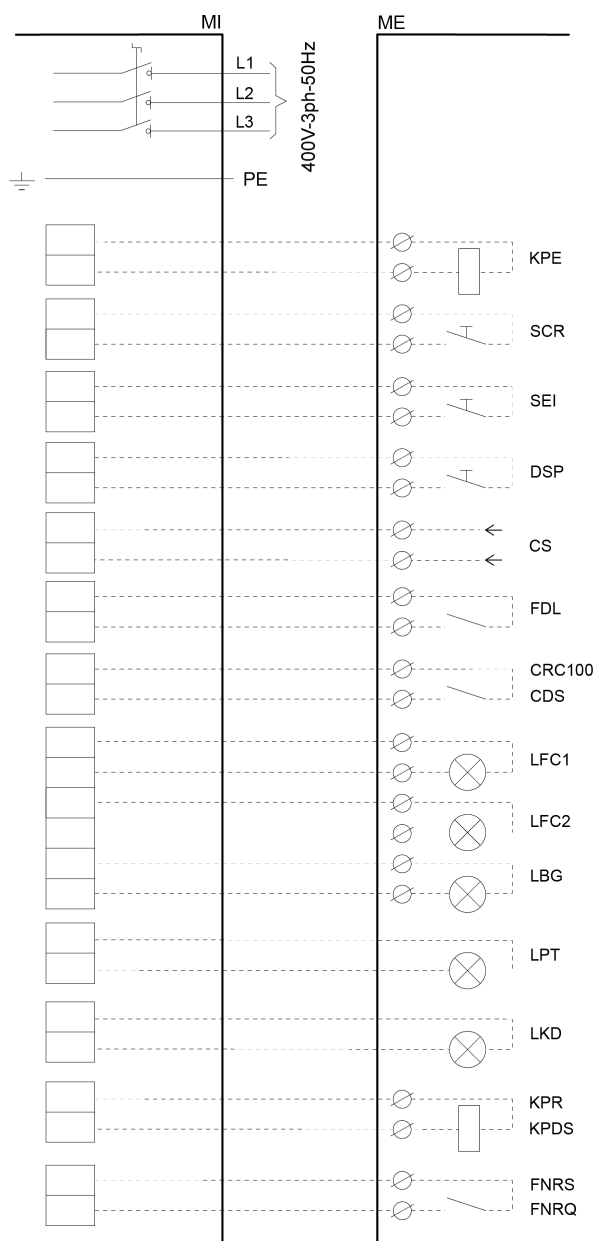 MI
ME
L1
L2
L3
400V-3ph-50Hz
PE
KPE
SCR
SEI
DSP
CS
FDL
CRC100
CDS
LFC1
LFC2
LBG
LPT
LKD
KPR
KPDS
FNRS
FNRQ